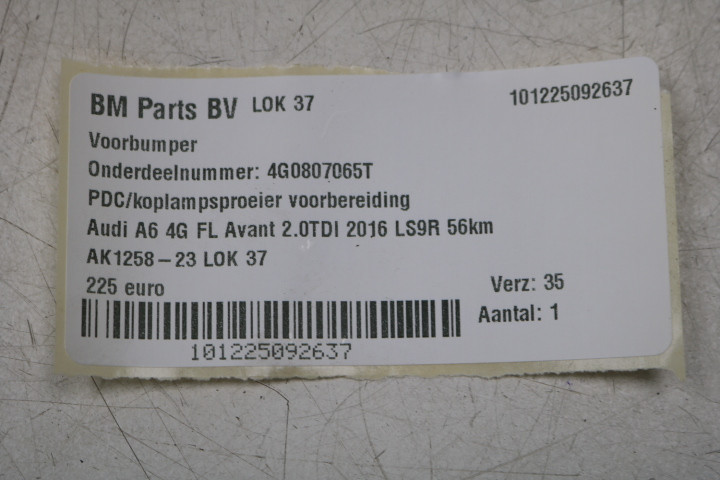 BM Parts BV LOK 37 101225092637
Voorbumper
Onderdeelnummer: 4G0807065T
PDC/koplampsproeier voorbereiding
Audi A6 4G FL Avant 2.0TDI 2016 LS9R 56km
AK1258-23 LOK 37
225 euro Verz: 35
Aantal: 1
101225092637